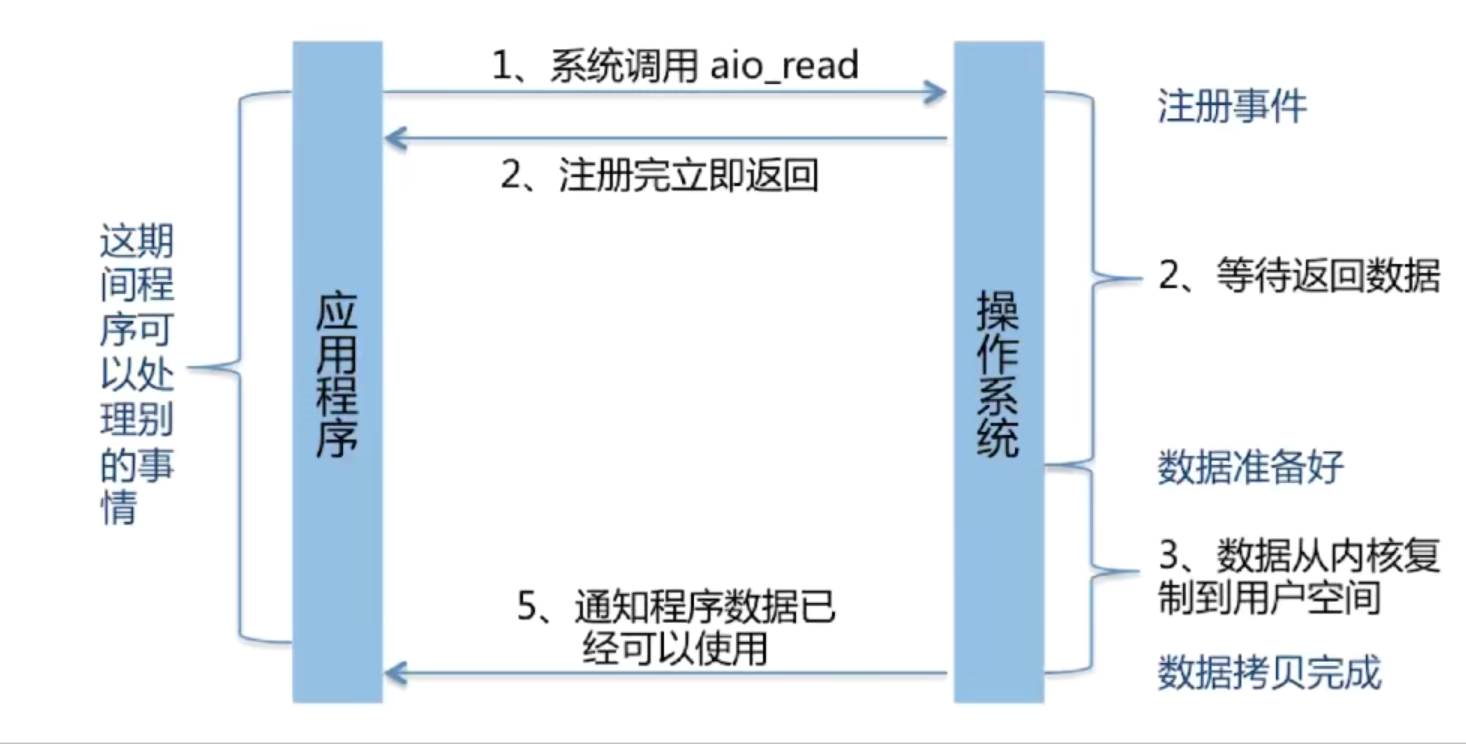 1、系统调用 aio_read
注册事件
2、注册完立即返回
这期
间程
序可
以处
理别
的事
情
应用程序
操作系统
2、等待返回数据
数据准备好
3、数据从内核复
制到用户空间
5、通知程序数据已
经可以使用
数据拷贝完成